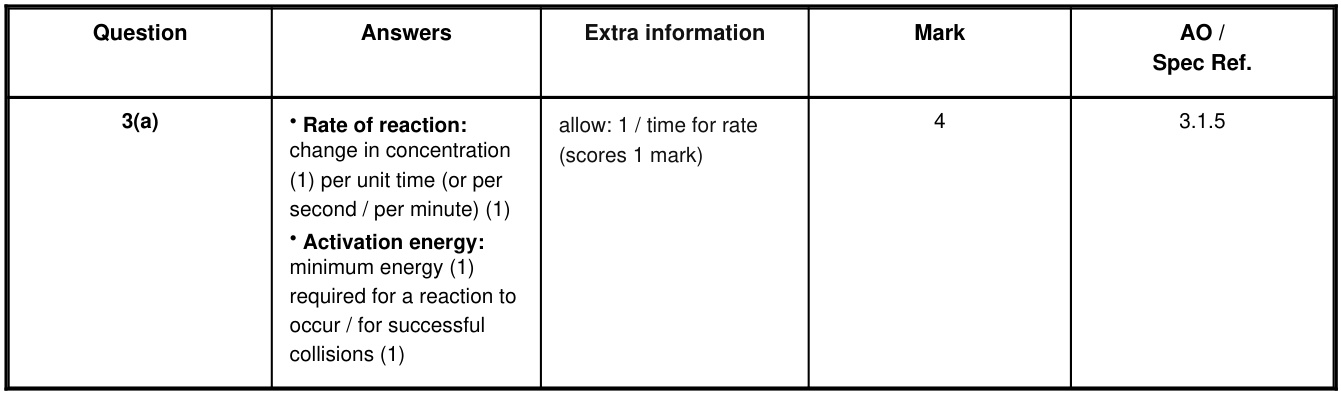 Question
Answers
Extra information
Mark
AO /
Spec Ref.
3(a)
• Rate of reaction:
change in concentration
(1) per unit time (or per
second / per minute) (1)
• Activation energy:
minimum energy (1)
required for a reaction to
occur / for successful
collisions (1)
allow: 1 / time for rate
(scores 1 mark)
4
3.1.5